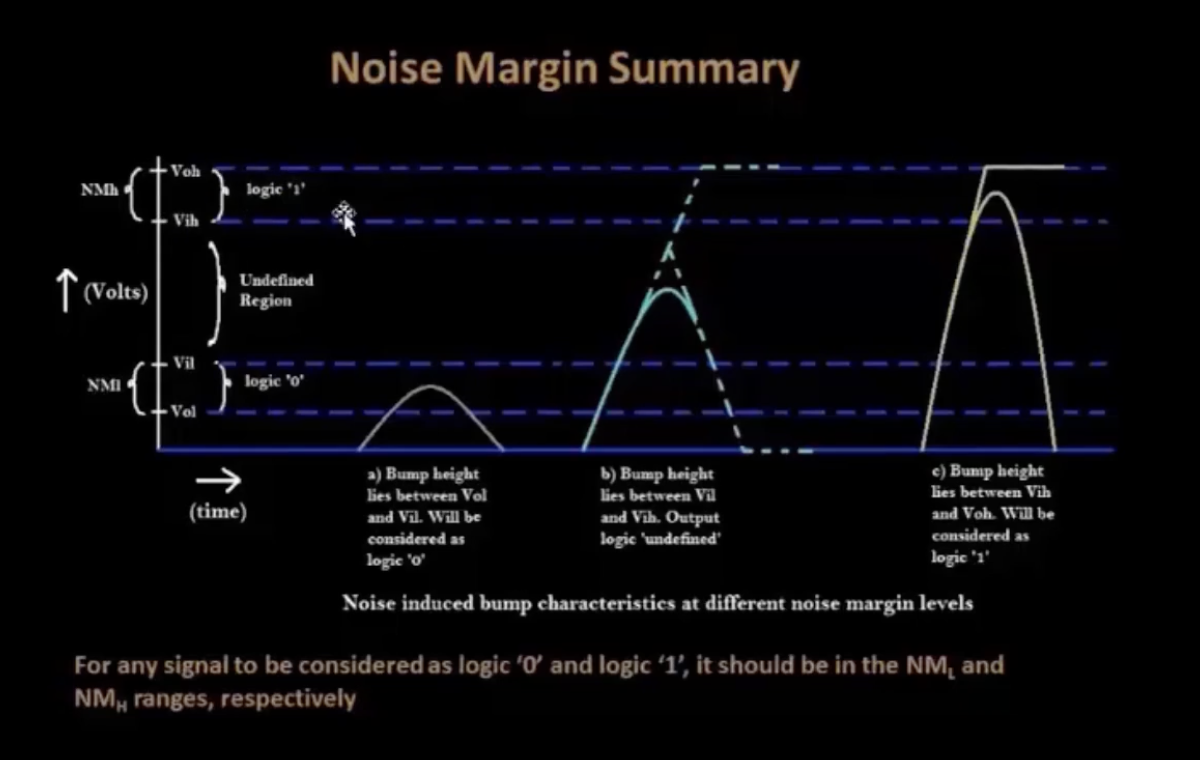 Noise Margin Summary
Voh
NMh
logic '1'
Vih
(Volts)
Undefined
Region
Vil
NMl
logic '0'
Vol
(time)
a) Bump height
lies between Vol
and Vil. Will be
considered as
logic '0'
b) Bump height
lies between Vil
and Vih. Output
logic 'undefined'
c) Bump height
lies between Vih
and Voh. Will be
considered as
logic '1'
Noise induced bump characteristics at different noise margin levels
For any signal to be considered as logic ‘0’ and logic ‘1’, it should be in the NML and
NMH ranges, respectively